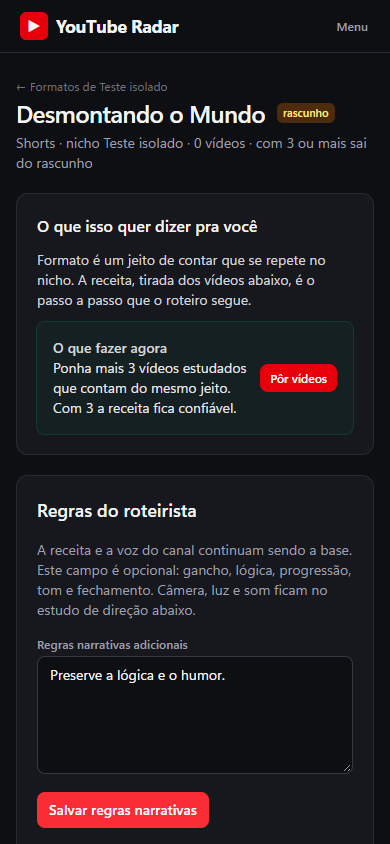 YouTube Radar
Menu
← Formatos de Teste isolado
Desmontando o Mundo
rascunho
Shorts · nicho Teste isolado · 0 vídeos · com 3 ou mais sai
do rascunho
O que isso quer dizer pra você
Formato é um jeito de contar que se repete no
nicho. A receita, tirada dos vídeos abaixo, é o
passo a passo que o roteiro segue.
O que fazer agora
Ponha mais 3 vídeos estudados
que contam do mesmo jeito.
Com 3 a receita fica confiável.
Pôr vídeos
Regras do roteirista
A receita e a voz do canal continuam sendo a base.
Este campo é opcional: gancho, lógica, progressão,
tom e fechamento. Câmera, luz e som ficam no
estudo de direção abaixo.
Regras narrativas adicionais
Preserve a lógica e o humor.
Salvar regras narrativas